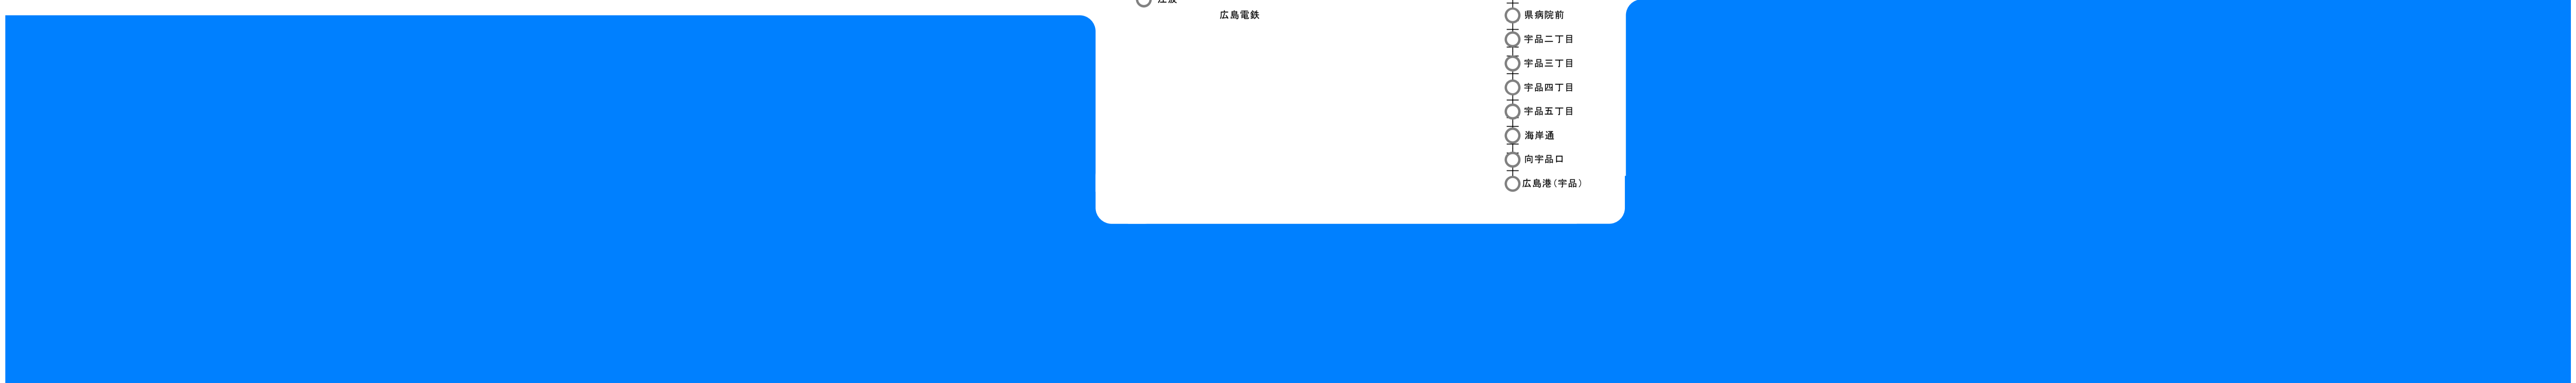 広島電鉄
県病院前
宇品二丁目
宇品三丁目
宇品四丁目
宇品五丁目
海岸通
向宇品口
広島港(宇品)